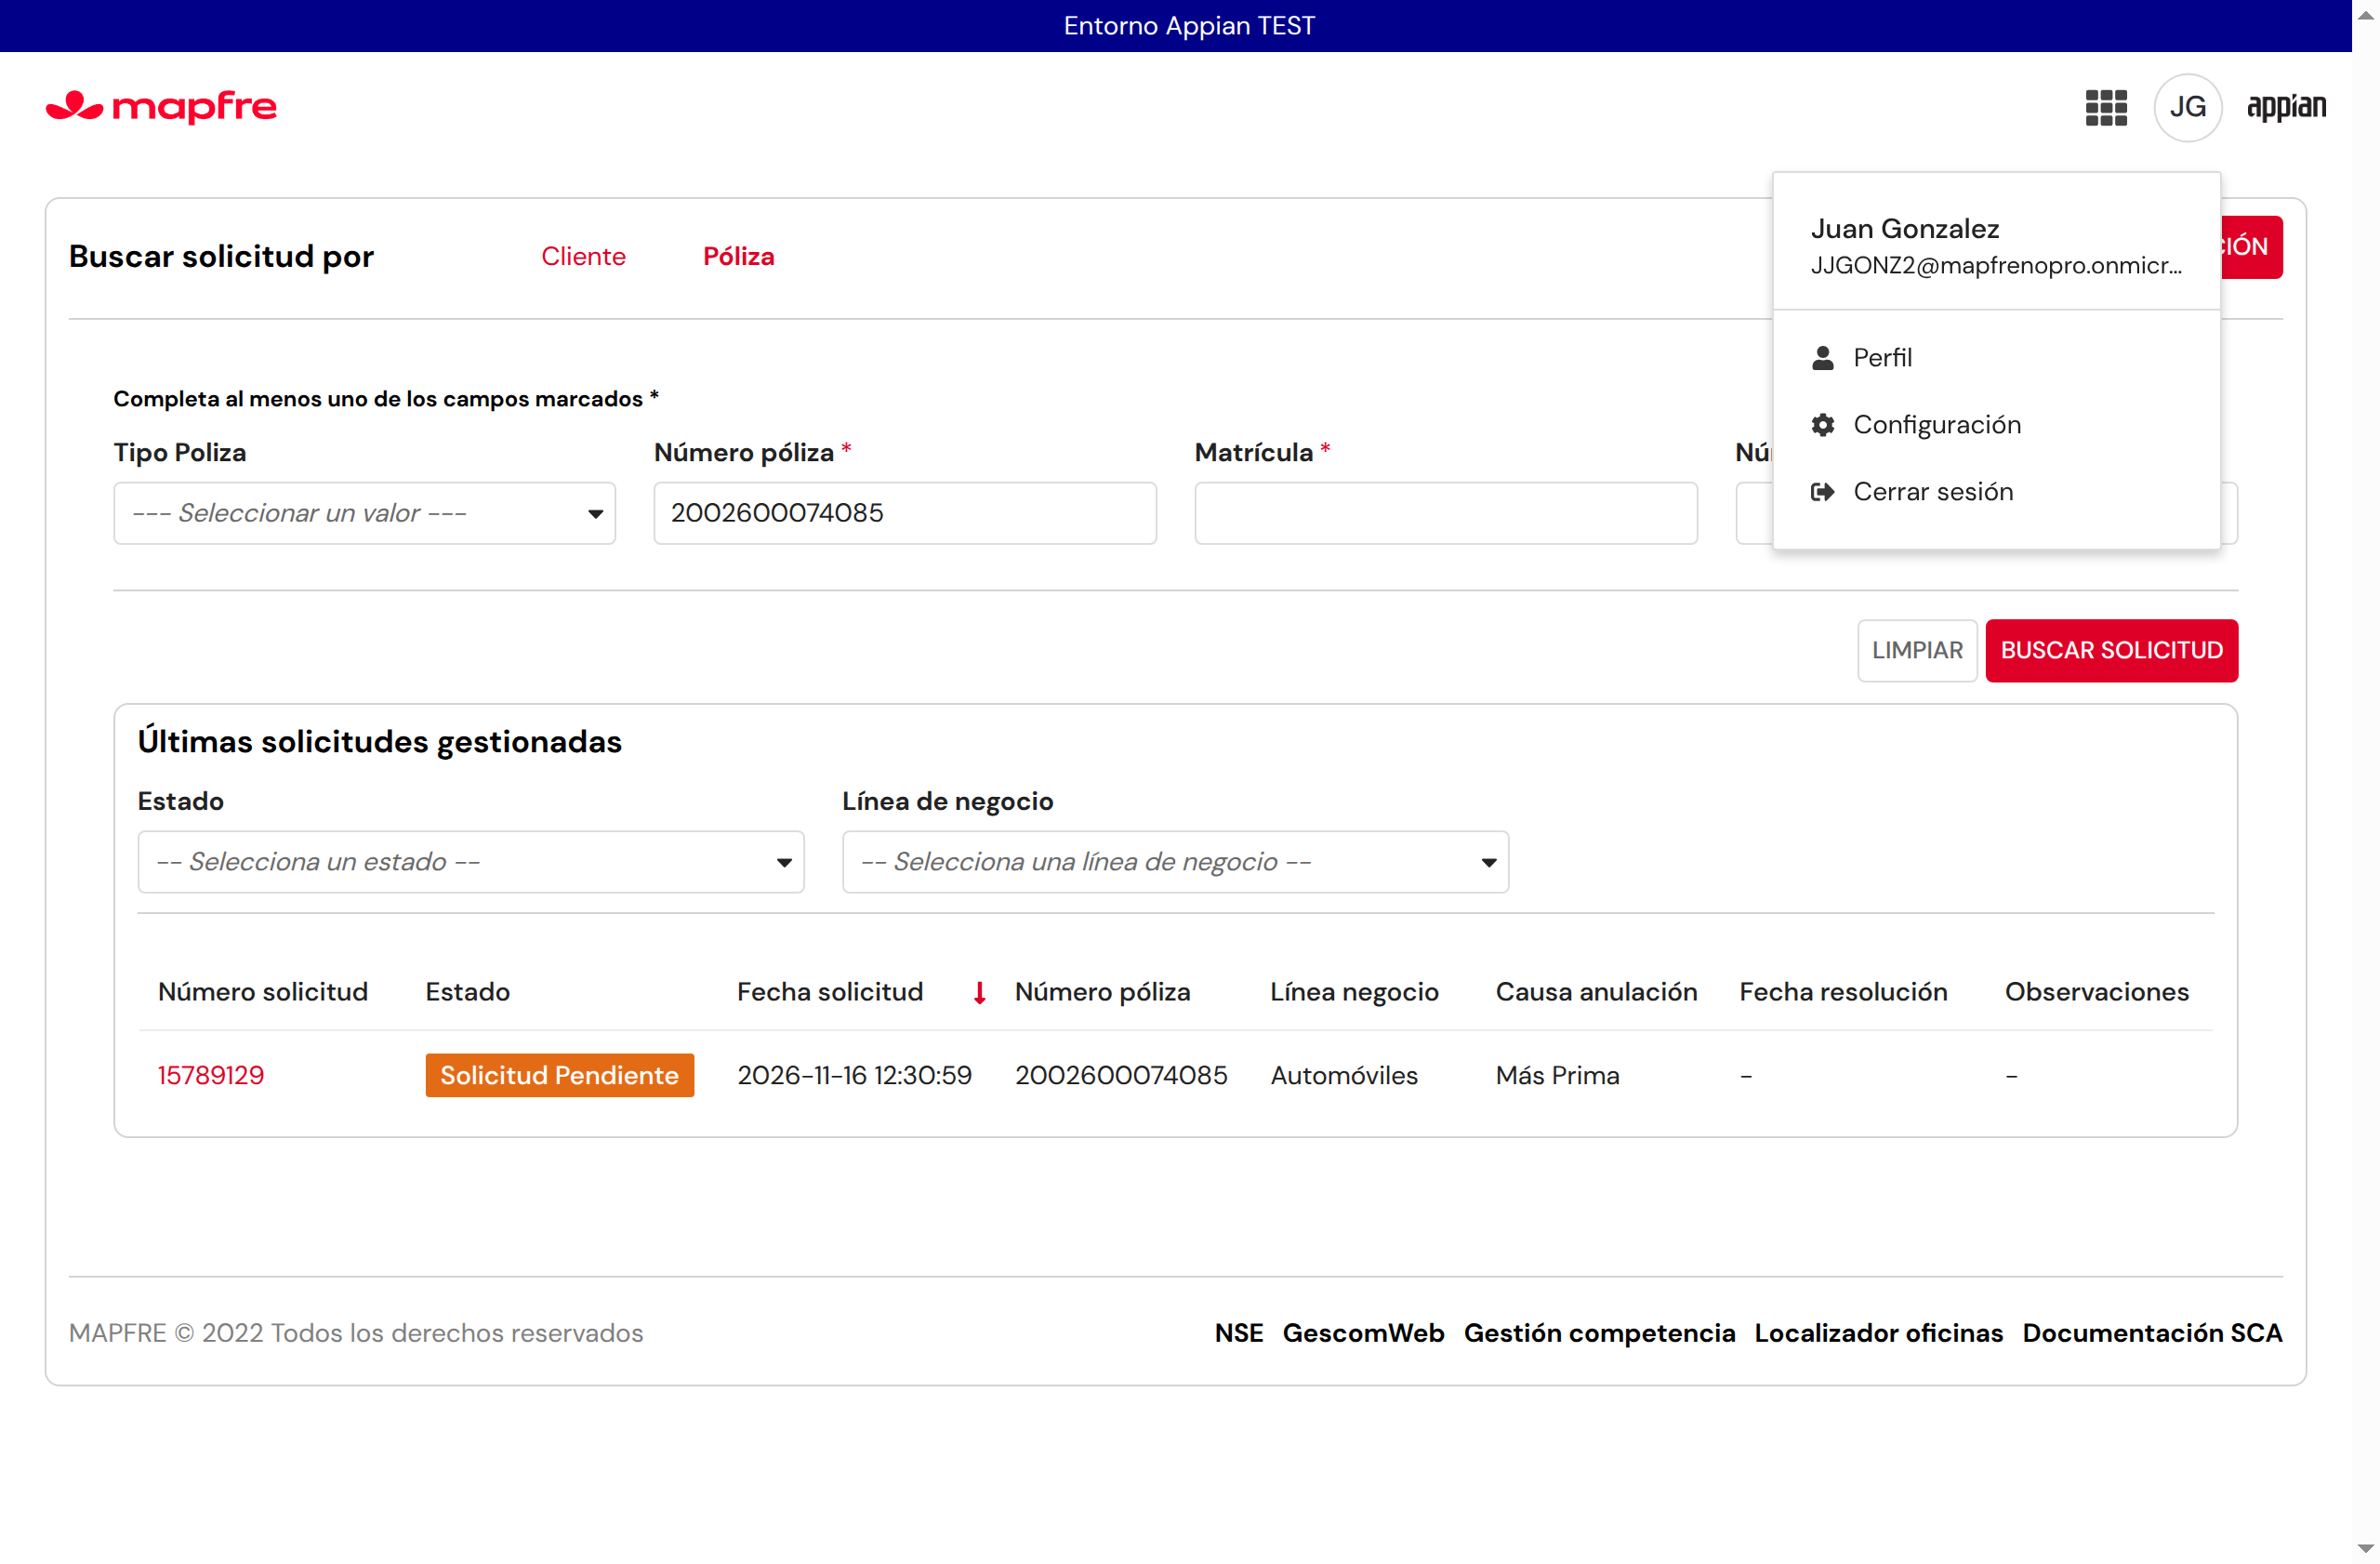 Entorno Appian TEST
mapfre
JG
appian
Juan Gonzalez
JJGONZ2@mapfrenopro.onmicr...
Perfil
Configuración
Cerrar sesión
Buscar solicitud por
Cliente
Póliza
Completa al menos uno de los campos marcados *
Tipo Poliza
Número póliza *
Matrícula *
--- Seleccionar un valor ---
2002600074085
LIMPIAR
BUSCAR SOLICITUD
Últimas solicitudes gestionadas
Estado
Línea de negocio
-- Selecciona un estado --
-- Selecciona una línea de negocio --
Número solicitud
Estado
Fecha solicitud
Número póliza
Línea negocio
Causa anulación
Fecha resolución
Observaciones
15789129
Solicitud Pendiente
2026-11-16 12:30:59
2002600074085
Automóviles
Más Prima
-
-
MAPFRE © 2022 Todos los derechos reservados
NSE
GescomWeb
Gestión competencia
Localizador oficinas
Documentación SCA